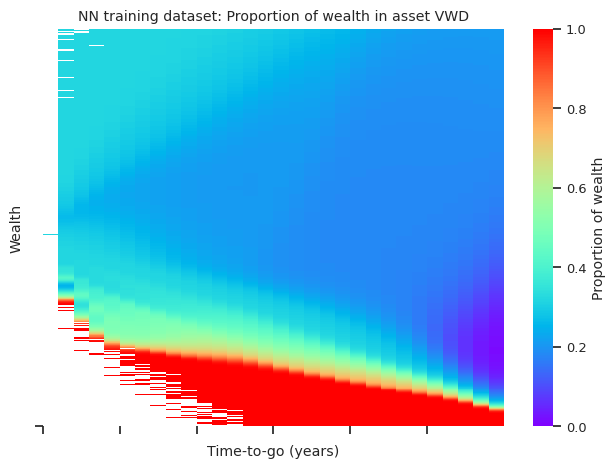 NN training dataset: Proportion of wealth in asset VWD
Wealth
Time-to-go (years)
1.0
0.8
0.6
0.4
0.2
0.0
Proportion of wealth